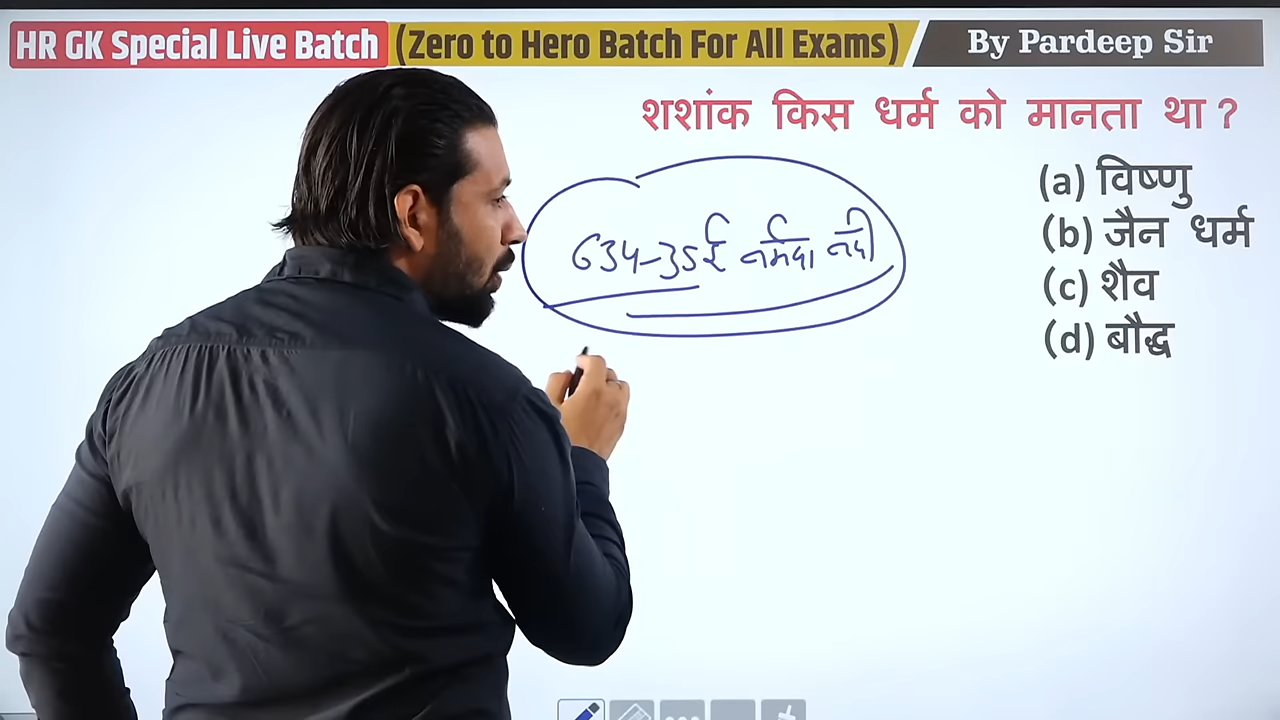 HR GK Special Live Batch (Zero to Hero Batch For All Exams) By Pardeep Sir
शशांक किस धर्म को मानता था ?
(a) विष्णु
(b) जैन धर्म
(c) शैव
(d) बौद्ध
634-35ई नर्मदा नदी